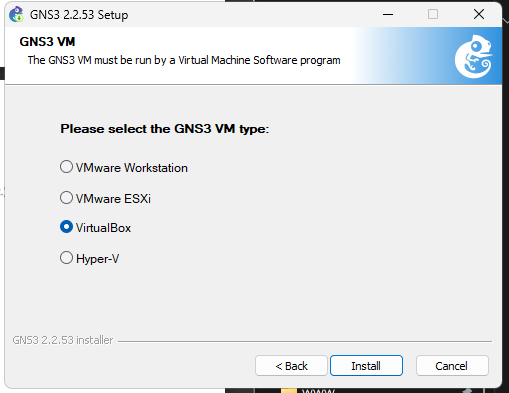 GNS3 2.2.53 Setup
GNS3 VM
The GNS3 VM must be run by a Virtual Machine Software program
Please select the GNS3 VM type:
VMware Workstation
VMware ESXi
VirtualBox
Hyper-V
GNS3 2.2.53 installer
< Back
Install
Cancel